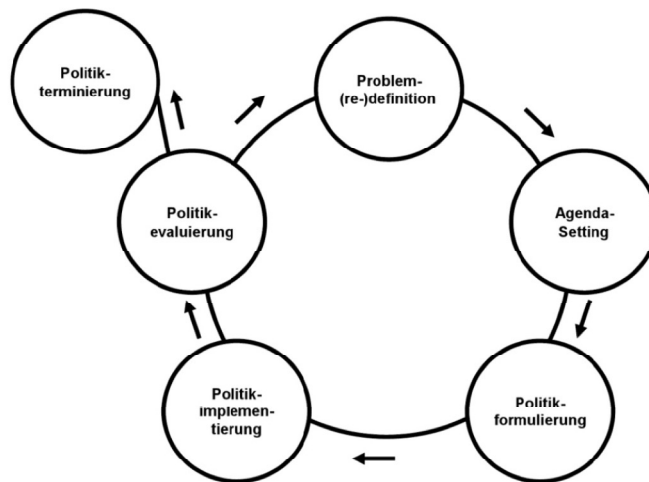 Politik-
terminierung
Problem-
(re-)definition
Agenda-
Setting
Politik-
formulierung
Politik-
implemen-
tierung
Politik-
evaluierung